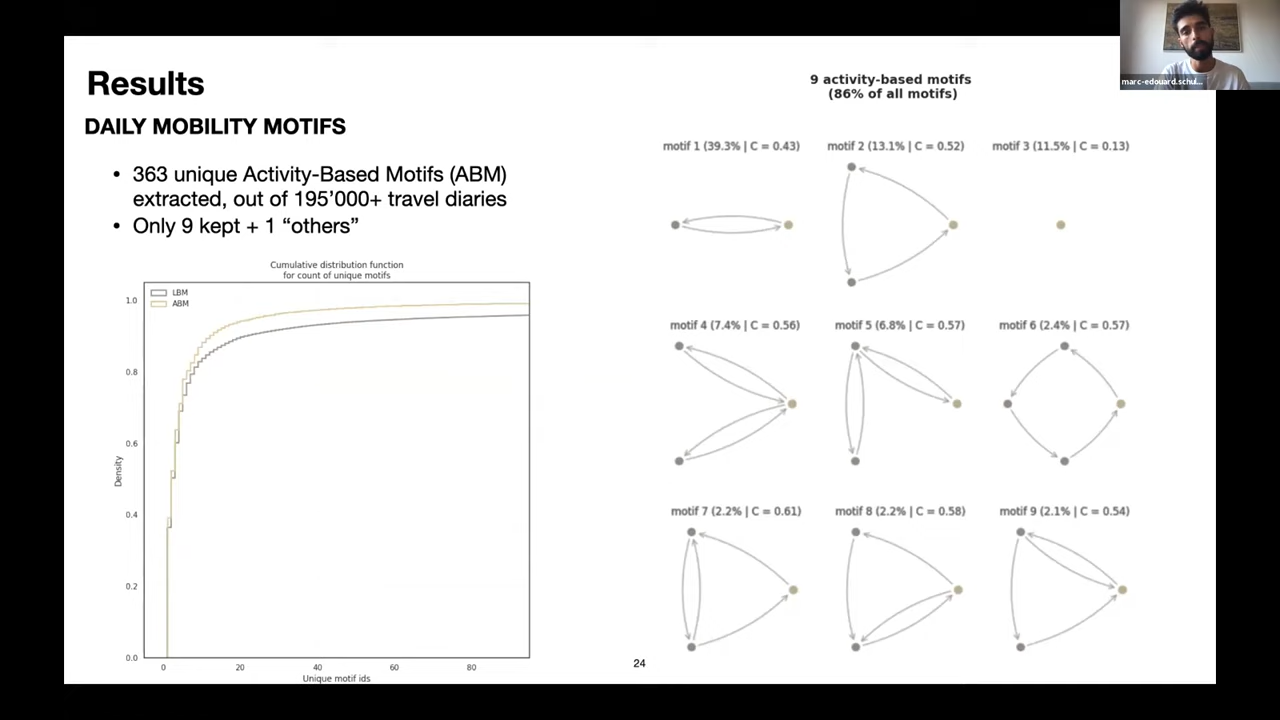 marc-edouard.schul...
Results
DAILY MOBILITY MOTIFS
• 363 unique Activity-Based Motifs (ABM)
extracted, out of 195’000+ travel diaries
• Only 9 kept + 1 “others”
Cumulative distribution function
for count of unique motifs
LBM
ABM
Density
1.0
0.8
0.6
0.4
0.2
0.0
0 20 40 60 80
Unique motif ids
9 activity-based motifs
(86% of all motifs)
motif 1 (39.3% | C = 0.43) motif 2 (13.1% | C = 0.52) motif 3 (11.5% | C = 0.13)
motif 4 (7.4% | C = 0.56) motif 5 (6.8% | C = 0.57) motif 6 (2.4% | C = 0.57)
motif 7 (2.2% | C = 0.61) motif 8 (2.2% | C = 0.58) motif 9 (2.1% | C = 0.54)
24